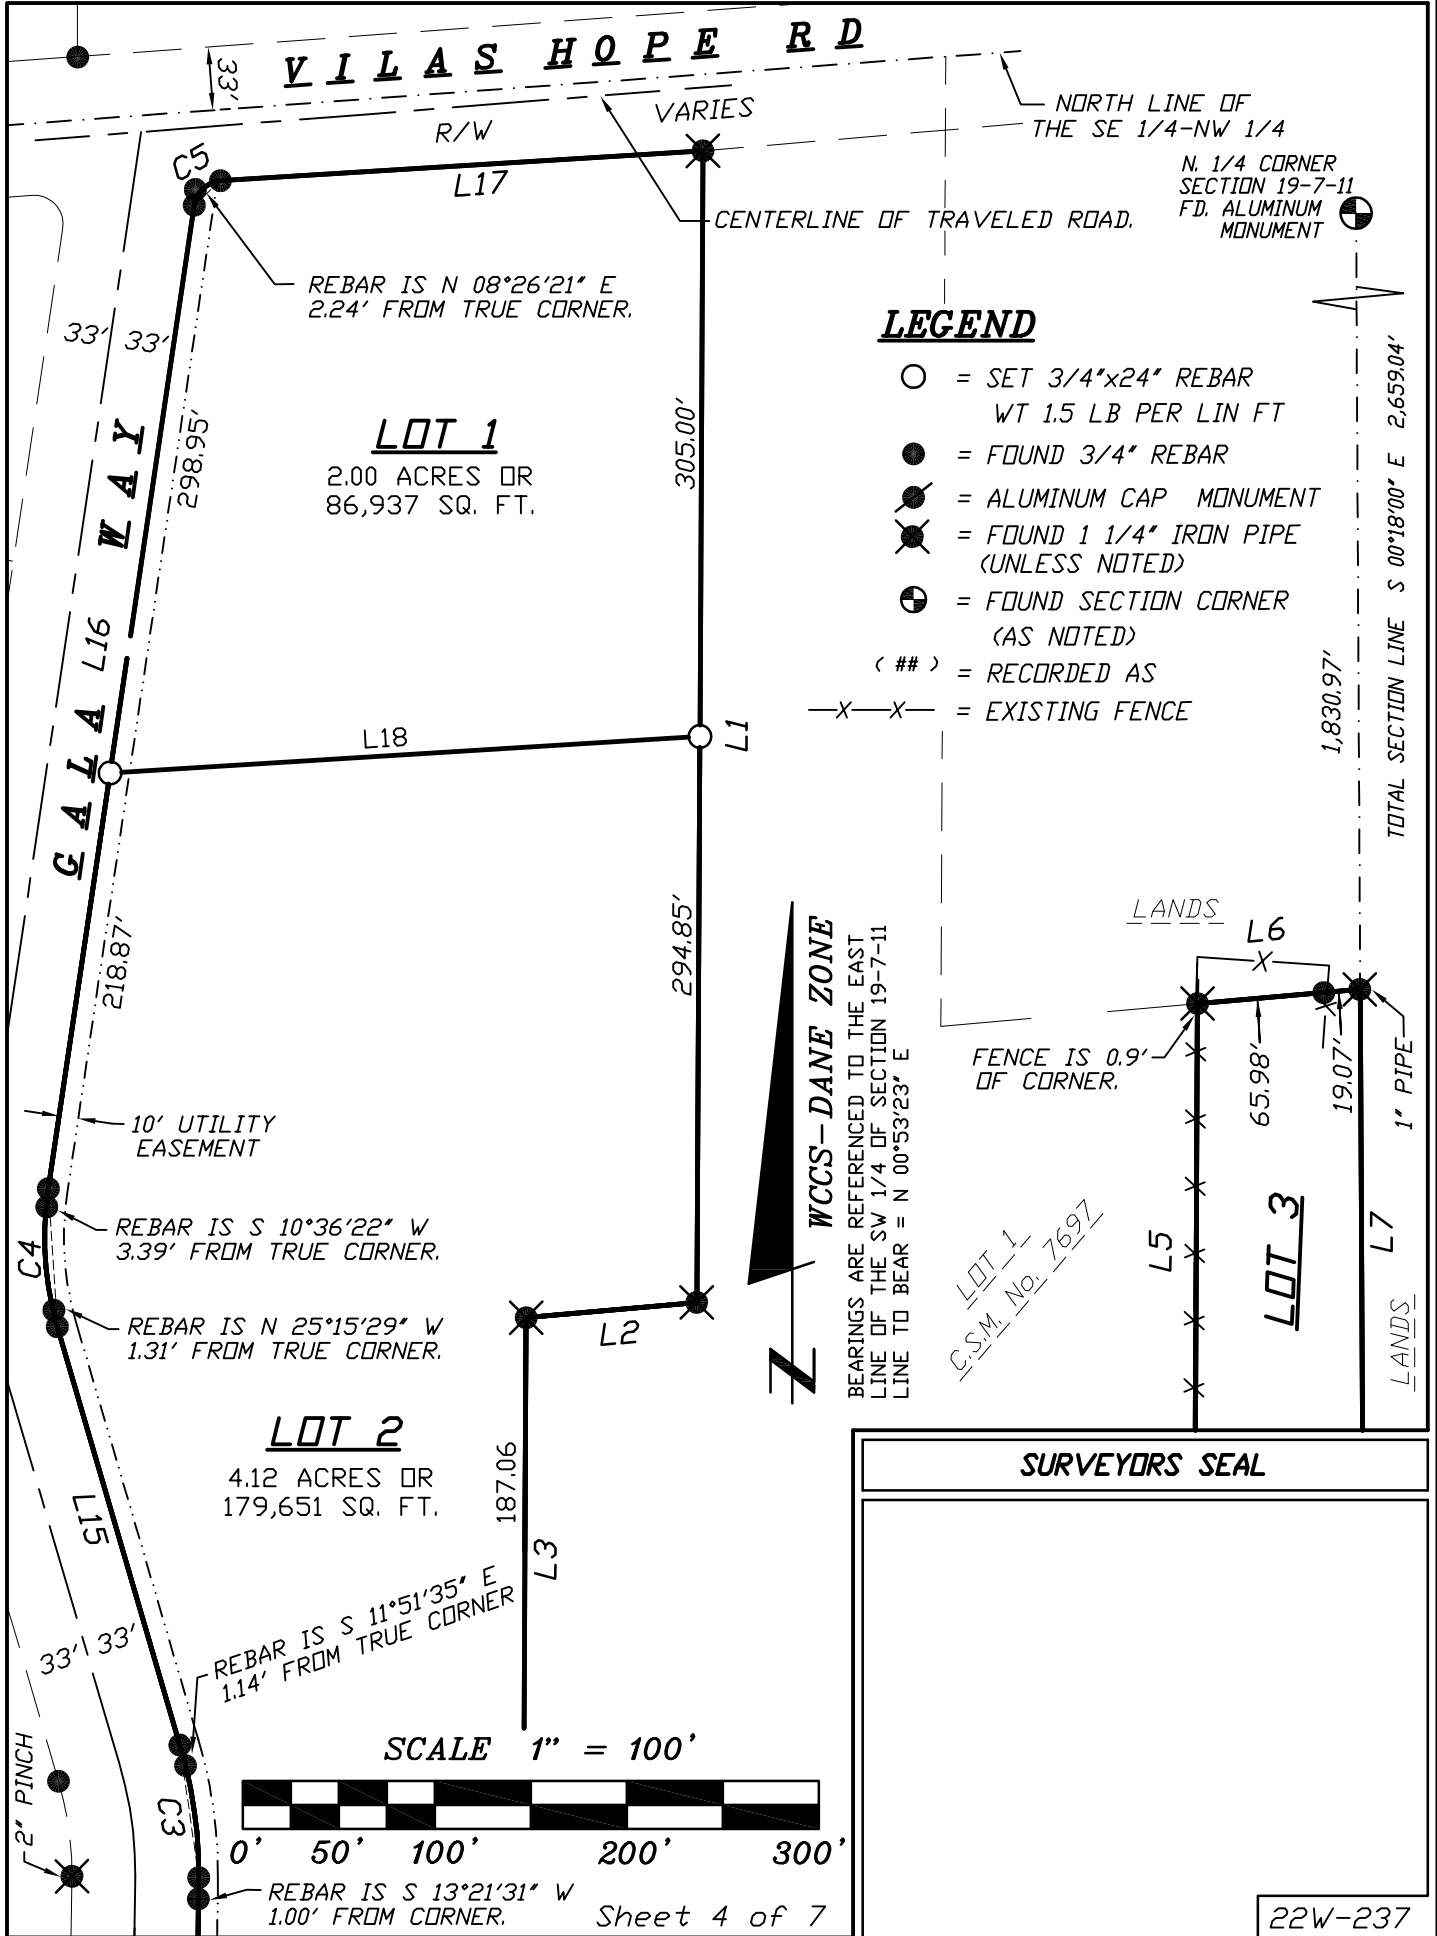 VILAS HOPE RD
33'
VARIES
R/W
NORTH LINE OF
THE SE 1/4-NW 1/4
N. 1/4 CORNER
SECTION 19-7-11
FD. ALUMINUM
MONUMENT
C5
L17
CENTERLINE OF TRAVELED ROAD.
REBAR IS N 08°26'21" E
2.24' FROM TRUE CORNER.
33' 33'
LEGEND
= SET 3/4"x24" REBAR
WT 1.5 LB PER LIN FT
= FOUND 3/4" REBAR
= ALUMINUM CAP MONUMENT
= FOUND 1 1/4" IRON PIPE
(UNLESS NOTED)
= FOUND SECTION CORNER
(AS NOTED)
( ## ) = RECORDED AS
—X—X— = EXISTING FENCE
TOTAL SECTION LINE S 00°18'00" E 2,659.04'
1,830.97'
298.95'
305.00'
LOT 1
2.00 ACRES OR
86,937 SQ. FT.
GALA WAY
L16
L18
L1
218.87'
294.85'
WCCS-DANE ZONE
BEARINGS ARE REFERENCED TO THE EAST
LINE OF THE SW 1/4 OF SECTION 19-7-11
LINE TO BEAR = N 00°53'23" E
N
LANDS
L6
X
FENCE IS 0.9'
OF CORNER.
65.98'
19.07'
1" PIPE
10' UTILITY
EASEMENT
REBAR IS S 10°36'22" W
3.39' FROM TRUE CORNER.
C4
REBAR IS N 25°15'29" W
1.31' FROM TRUE CORNER.
L2
LOT 1
C.S.M. No. 7697
L5
LOT 3
L7
LANDS
LOT 2
4.12 ACRES OR
179,651 SQ. FT.
187.06
L3
L15
REBAR IS S 11°51'35" E
1.14' FROM TRUE CORNER
33' 33'
2" PINCH
C3
SCALE 1" = 100'
0' 50' 100' 200' 300'
REBAR IS S 13°21'31" W
1.00' FROM CORNER.
Sheet 4 of 7
SURVEYORS SEAL
22W-237